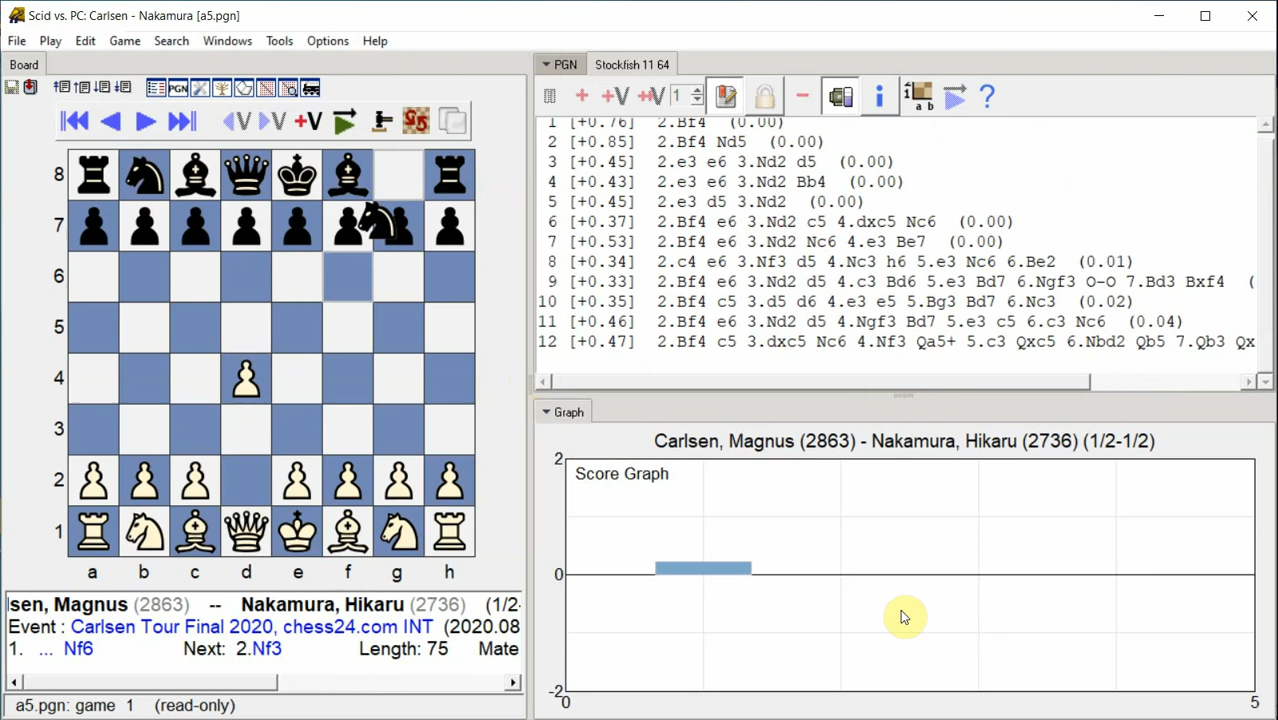 Scid vs. PC: Carlsen - Nakamura [a5.pgn]
File Play Edit Game Search Windows Tools Options Help
Board
PGN Stockfish 11 64
PGN
1
a b
8
7
6
5
4
3
2
1
a b c d e f g h
1 [+0.76] 2.Bf4 (0.00)
2 [+0.85] 2.Bf4 Nd5 (0.00)
3 [+0.45] 2.e3 e6 3.Nd2 d5 (0.00)
4 [+0.43] 2.e3 e6 3.Nd2 Bb4 (0.00)
5 [+0.45] 2.e3 d5 3.Nd2 (0.00)
6 [+0.37] 2.Bf4 e6 3.Nd2 c5 4.dxc5 Nc6 (0.00)
7 [+0.53] 2.Bf4 e6 3.Nd2 Nc6 4.e3 Be7 (0.00)
8 [+0.34] 2.c4 e6 3.Nf3 d5 4.Nc3 h6 5.e3 Nc6 6.Be2 (0.01)
9 [+0.33] 2.Bf4 e6 3.Nd2 d5 4.c3 Bd6 5.e3 Bd7 6.Ngf3 O-O 7.Bd3 Bxf4 (
10 [+0.35] 2.Bf4 c5 3.d5 d6 4.e3 e5 5.Bg3 Bd7 6.Nc3 (0.02)
11 [+0.46] 2.Bf4 e6 3.Nd2 d5 4.Ngf3 Bd7 5.e3 c5 6.c3 Nc6 (0.04)
12 [+0.47] 2.Bf4 c5 3.dxc5 Nc6 4.Nf3 Qa5+ 5.c3 Qxc5 6.Nbd2 Qb5 7.Qb3 Qx
Graph
Carlsen, Magnus (2863) - Nakamura, Hikaru (2736) (1/2-1/2)
Score Graph
2
0
-2
0 5
lsen, Magnus (2863) -- Nakamura, Hikaru (2736) (1/2-
Event : Carlsen Tour Final 2020, chess24.com INT (2020.08
1. ... Nf6 Next: 2.Nf3 Length: 75 Mate
a5.pgn: game 1 (read-only)